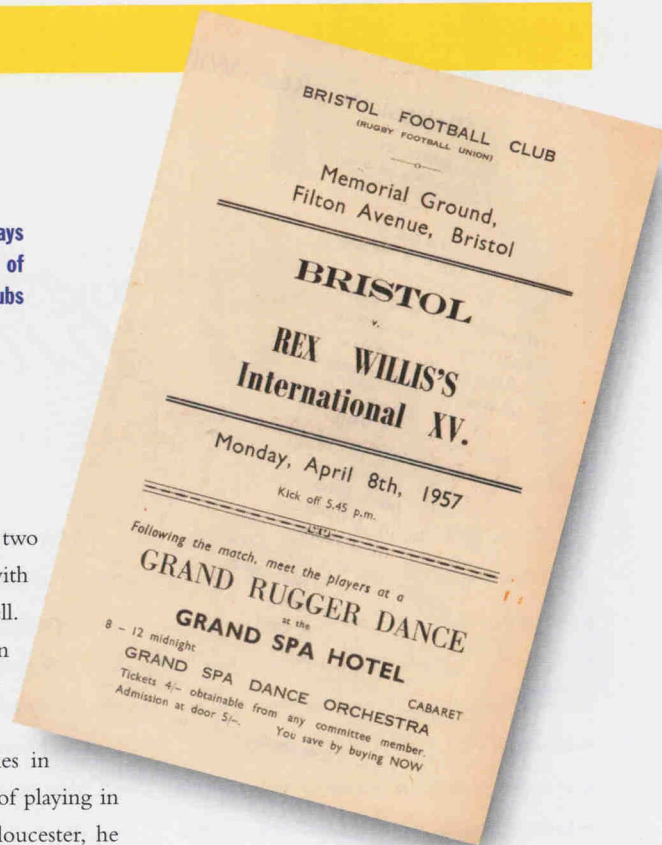 BRISTOL FOOTBALL CLUB
(RUGBY FOOTBALL UNION)
Memorial Ground,
Filton Avenue, Bristol
BRISTOL
v.
REX WILLIS'S
International XV.
Monday, April 8th, 1957
Kick off 5.45 p.m.
Following the match, meet the players at a
GRAND RUGGER DANCE
at the
GRAND SPA HOTEL
8 – 12 midnight
CABARET
GRAND SPA DANCE ORCHESTRA
Tickets 4/- obtainable from any committee member.
Admission at door 5/-. You save by buying NOW
ays
of
ubs
two
with
ll.
n
es in
of playing in
loucester, he